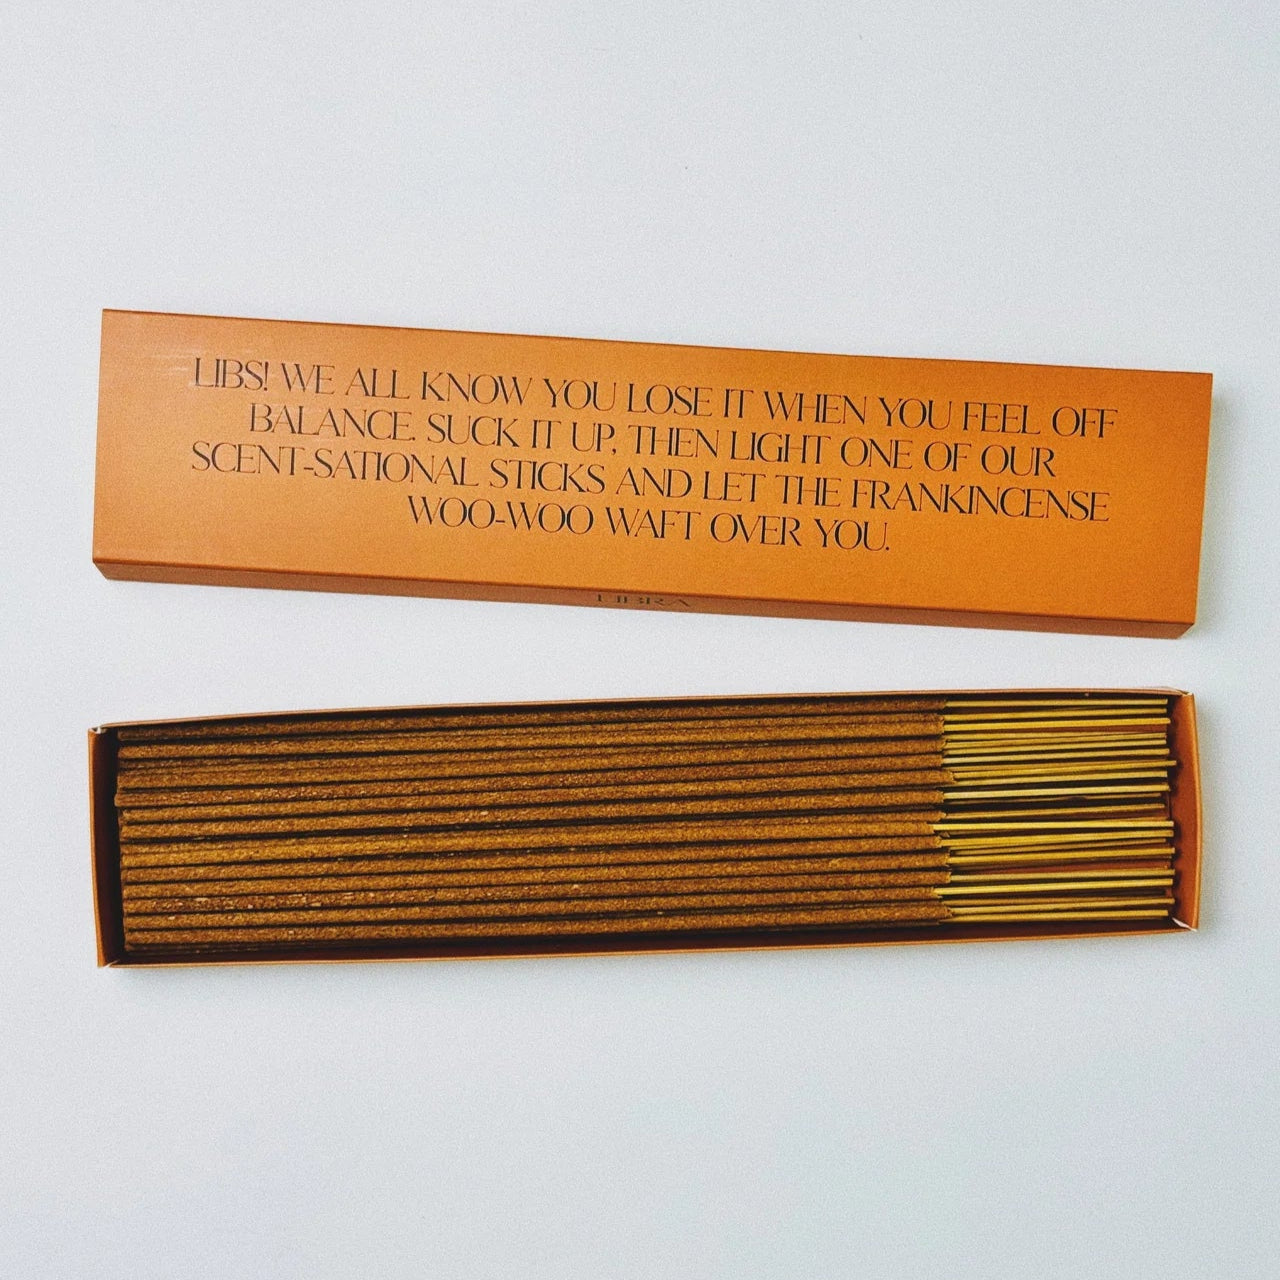 LIBS! WE ALL KNOW YOU LOSE IT WHEN YOU FEEL OFF
BALANCE. SUCK IT UP, THEN LIGHT ONE OF OUR
SCENT-SATIONAL STICKS AND LET THE FRANKINCENSE
WOO-WOO WAFT OVER YOU.
LIBRA